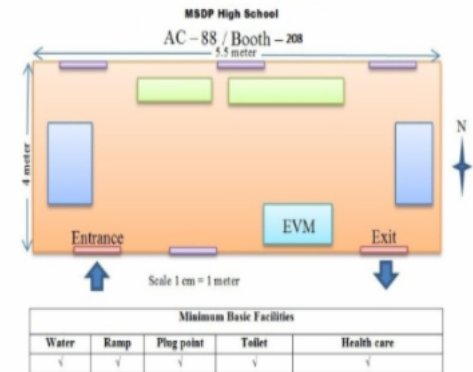 MSDP High School
AC – 88 / Booth – 208
5.5 meter
4 meter
N
EVM
Entrance
Exit
Scale 1 cm = 1 meter
Minimum Basic Facilities
Water Ramp Plug point Toilet Health care
√ √ √ √ √